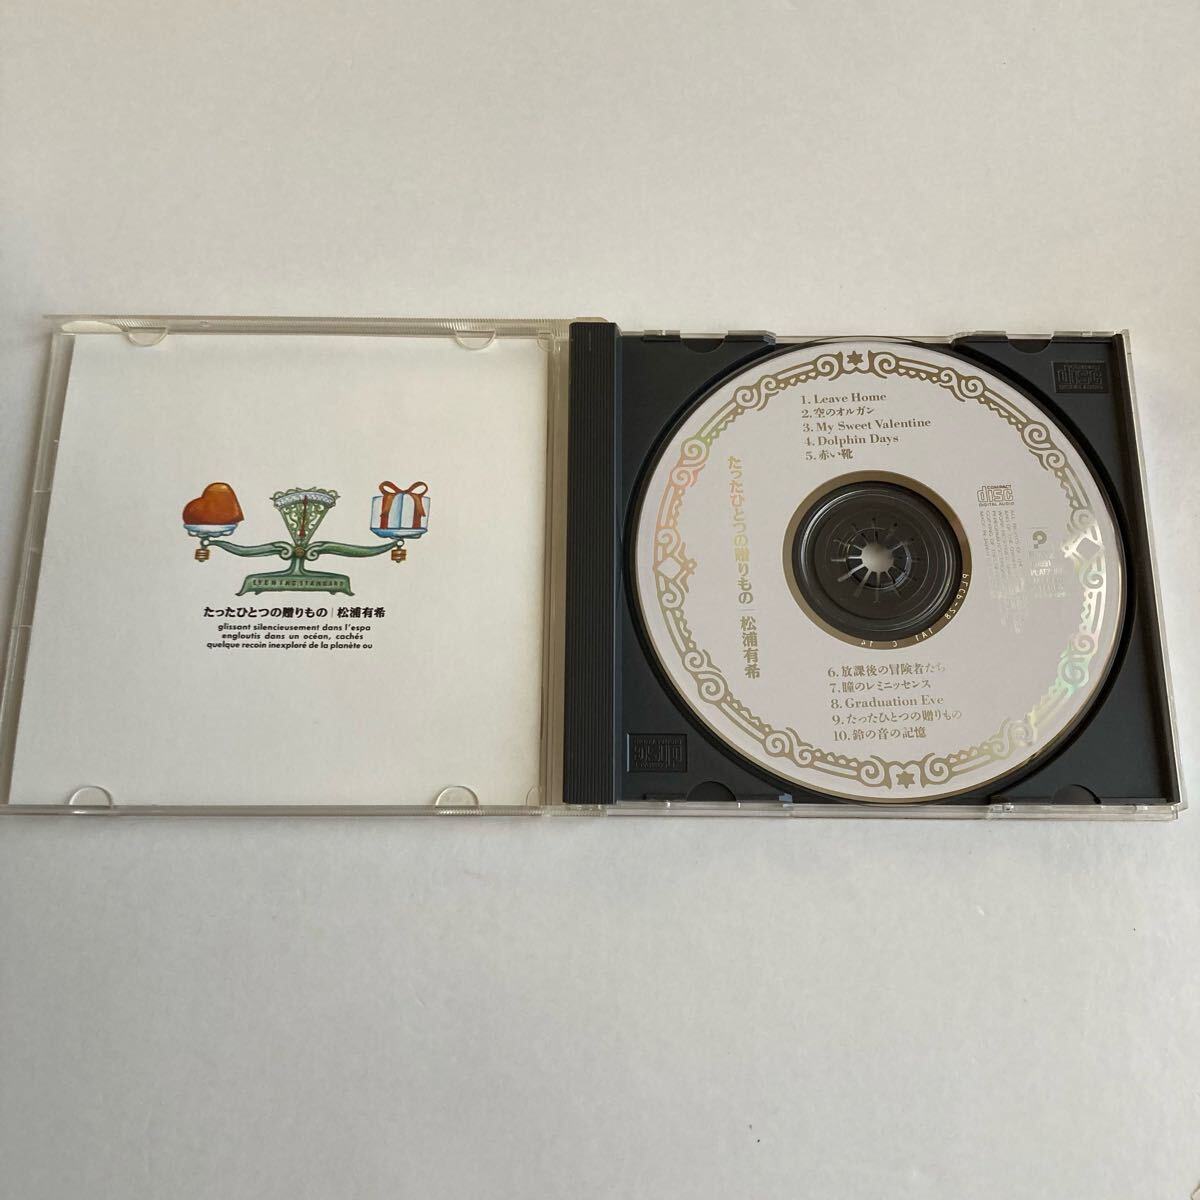 EVENING STANDARD
たったひとつの贈りもの|松浦有希
glissant silencieusement dans l'espa
engloutis dans un océan, cachés
quelque recoin inexploré de la planète ou
1. Leave Home
2. 空のオルガン
3. My Sweet Valentine
4. Dolphin Days
5. 赤い靴
たったひとつの贈りもの|松浦有希
COMPACT
disc
DIGITAL AUDIO
6. 放課後の冒険者たち
7. 瞳のレミニッセンス
8. Graduation Eve
9. たったひとつの贈りもの
10. 鈴の音の記憶